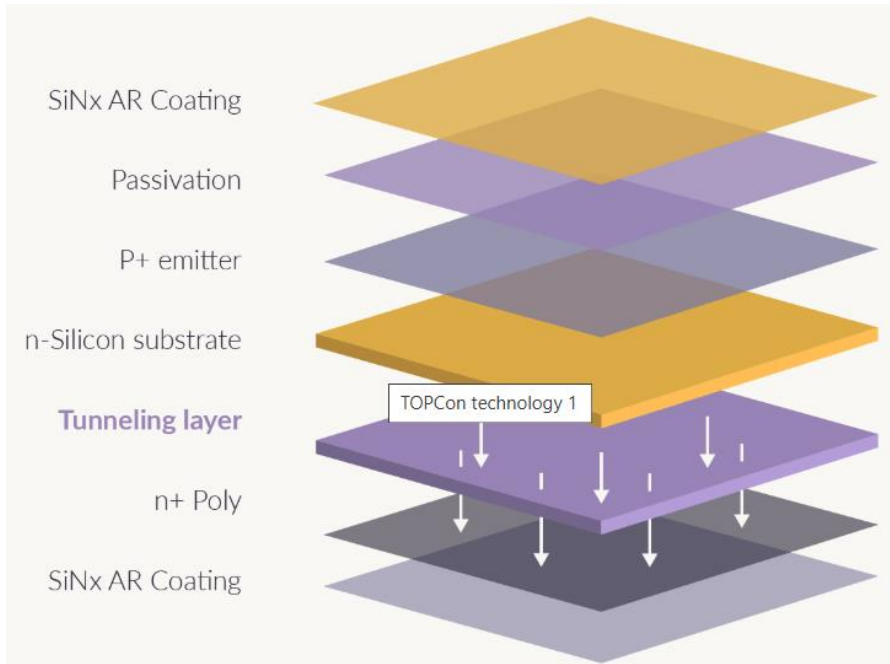 SiNx AR Coating
Passivation
P+ emitter
n-Silicon substrate
TOPCon technology 1
Tunneling layer
n+ Poly
SiNx AR Coating